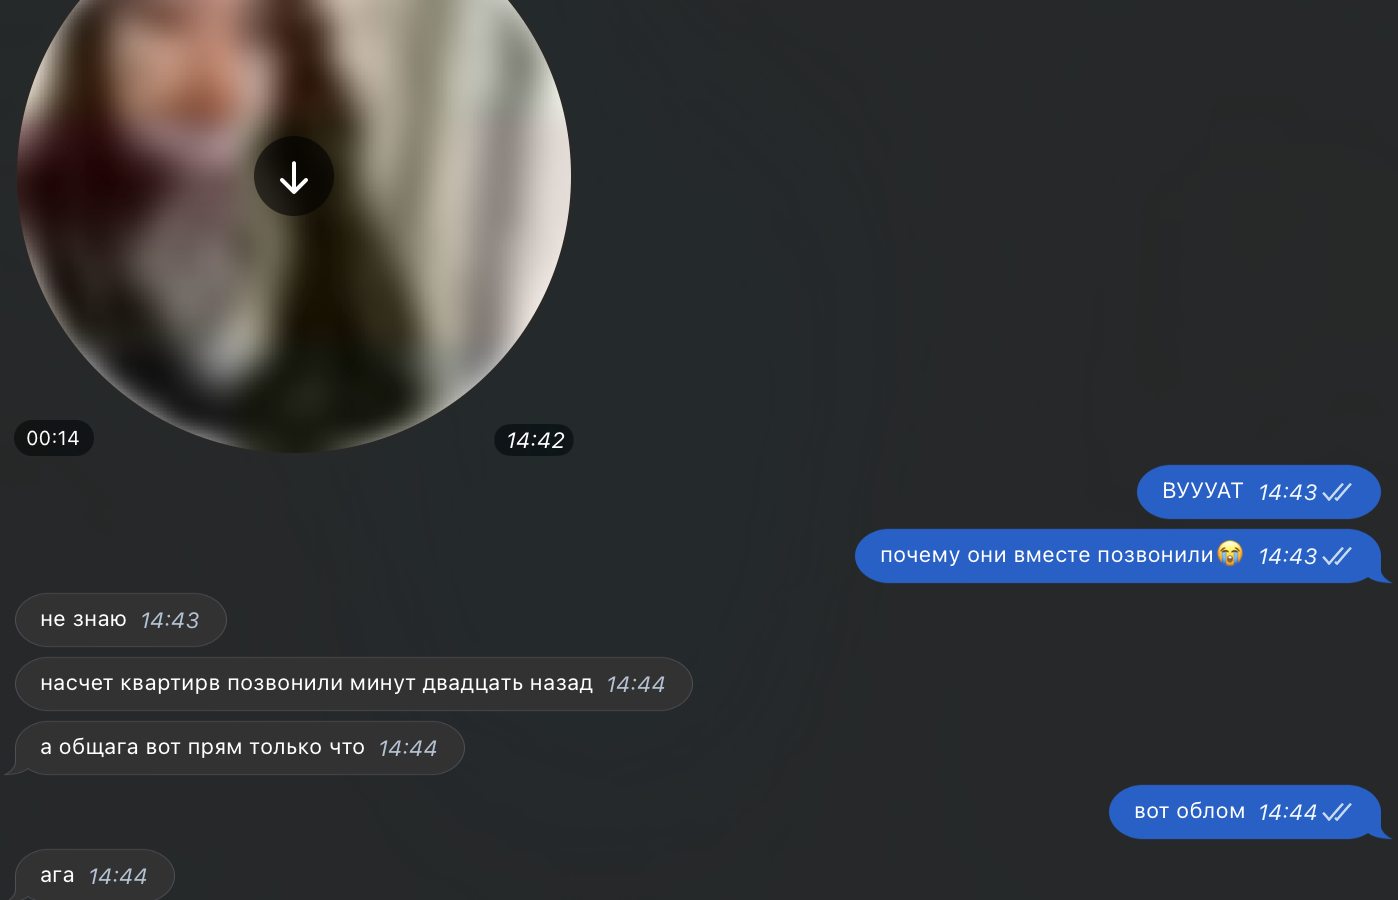 00:14 14:42
ВУУУАТ 14:43
почему они вместе позвонили😭 14:43
не знаю 14:43
насчет квартирв позвонили минут двадцать назад 14:44
а общага вот прям только что 14:44
вот облом 14:44
ага 14:44